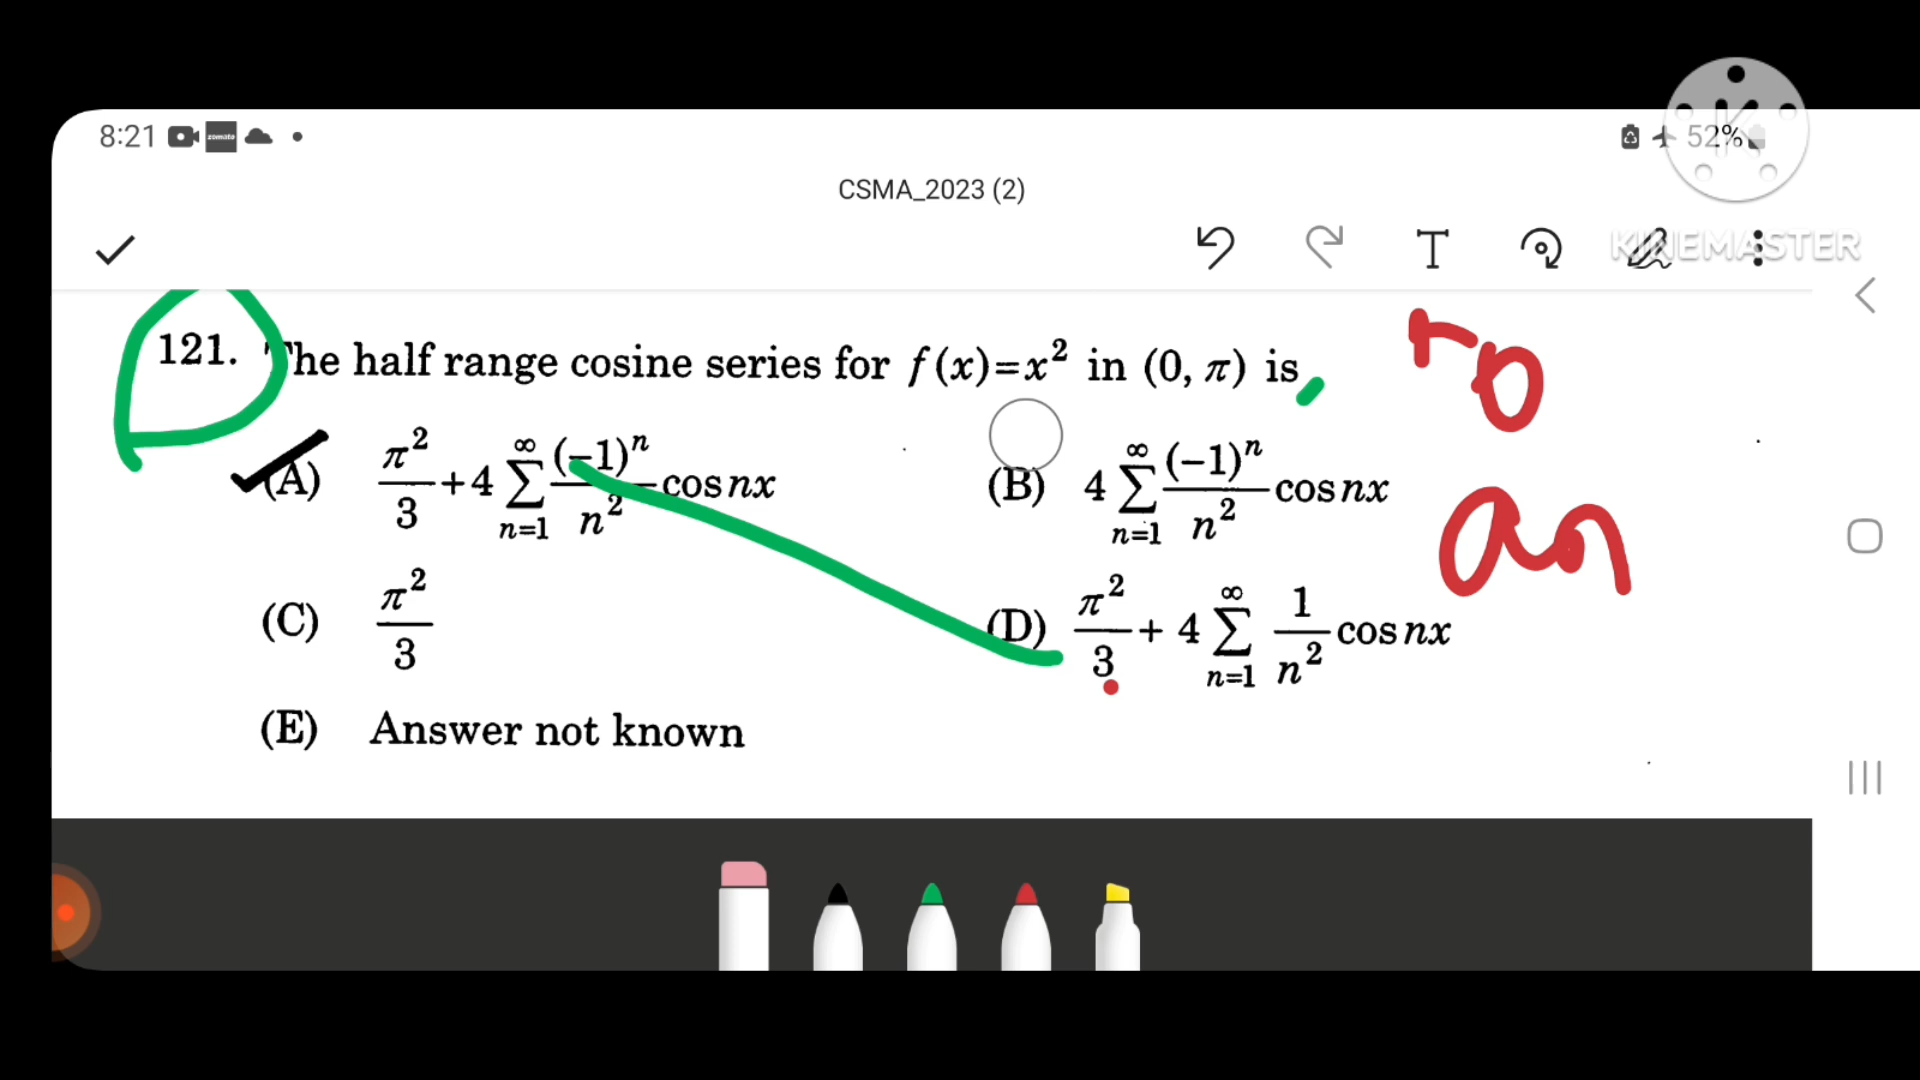 8:21 zomato 52%
CSMA_2023 (2)
T KINEMASTER
121. The half range cosine series for f(x)=x² in (0, π) is
(A) π²/3 + 4 ∑_{n=1}^{∞} (−1)ⁿ/n² cos nx
(B) 4 ∑_{n=1}^{∞} (−1)ⁿ/n² cos nx
(C) π²/3
(D) π²/3 + 4 ∑_{n=1}^{∞} 1/n² cos nx
(E) Answer not known
an